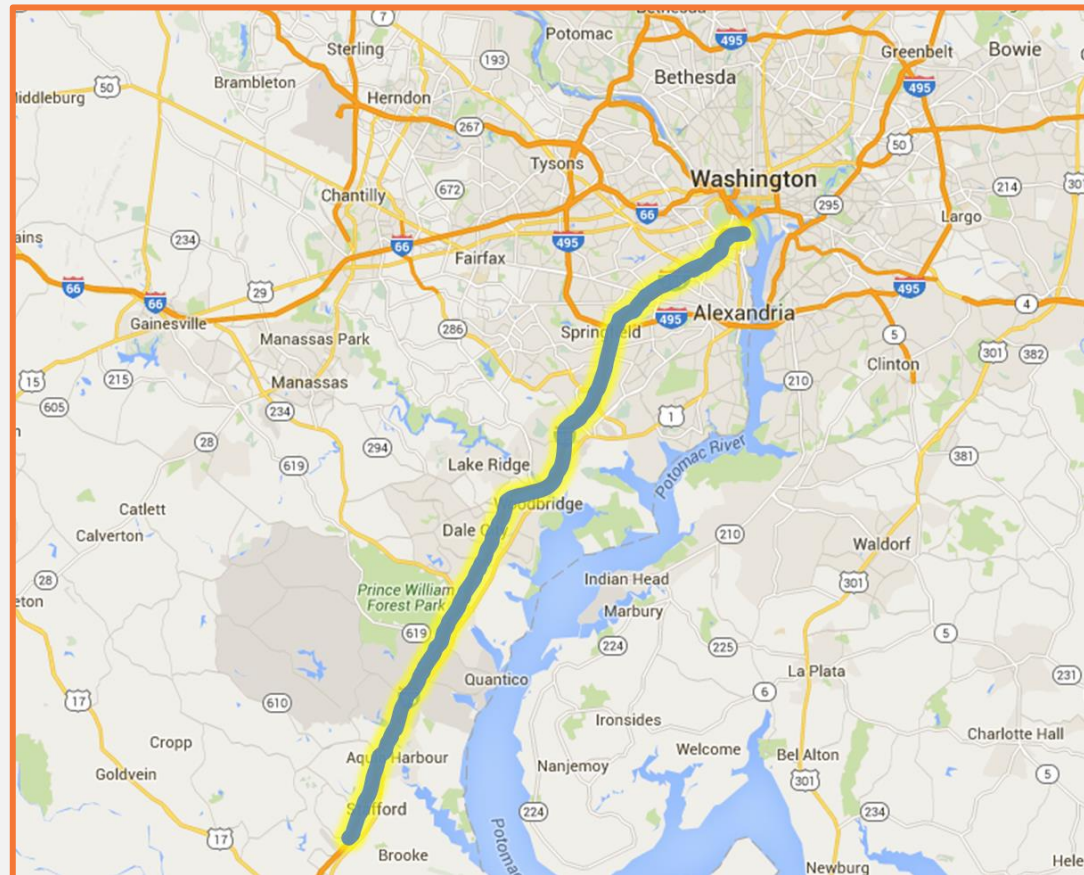 Bethesda
7
Potomac
Sterling
495
Greenbelt
Bowie
193
Brambleton
Bethesda
50
Herndon
495
267
50
Tysons
Washington
Chantilly
672
214
295
66
Largo
234
66
495
Fairfax
66
29
495
66
4
Gainesville
Alexandria
495
Springfield
286
5
Manassas Park
301
382
Clinton
15
215
Manassas
210
605
234
1
28
294
Potomac River
381
Lake Ridge
619
Woodbridge
Catlett
Dale City
Calverton
210
Waldorf
28
Indian Head
301
Prince William
Forest Park
Marbury
619
5
224
225
La Plata
231
Quantico
17
610
6
Ironsides
Charlotte Hall
Cropp
Welcome
Bel Alton
Aquia Harbour
Nanjemoy
Goldvein
5
301
Stafford
224
234
17
Brooke
Newburg